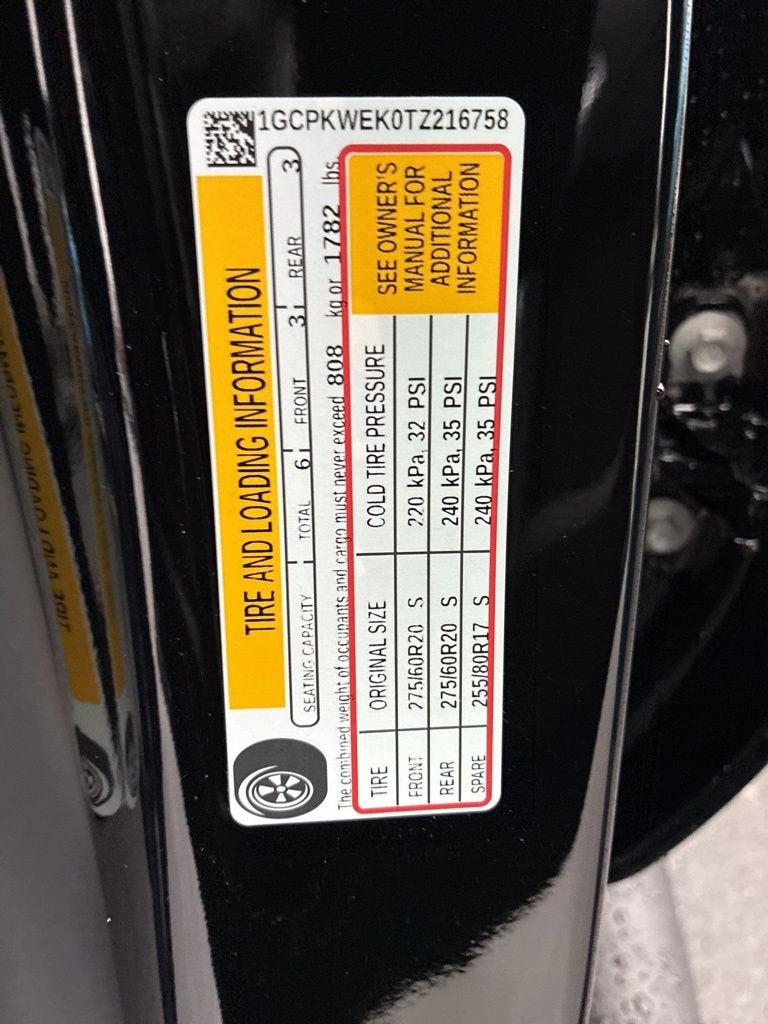 1GCPKWEK0TZ216758
TIRE AND LOADING INFORMATION
SEATING CAPACITY TOTAL 6 FRONT 3 REAR 3
The combined weight of occupants and cargo must never exceed 808 kg or 1782 lbs.
TIRE ORIGINAL SIZE COLD TIRE PRESSURE
FRONT 275/60R20 S 220 kPa, 32 PSI
REAR 275/60R20 S 240 kPa, 35 PSI
SPARE 255/80R17 S 240 kPa, 35 PSI
SEE OWNER'S
MANUAL FOR
ADDITIONAL
INFORMATION